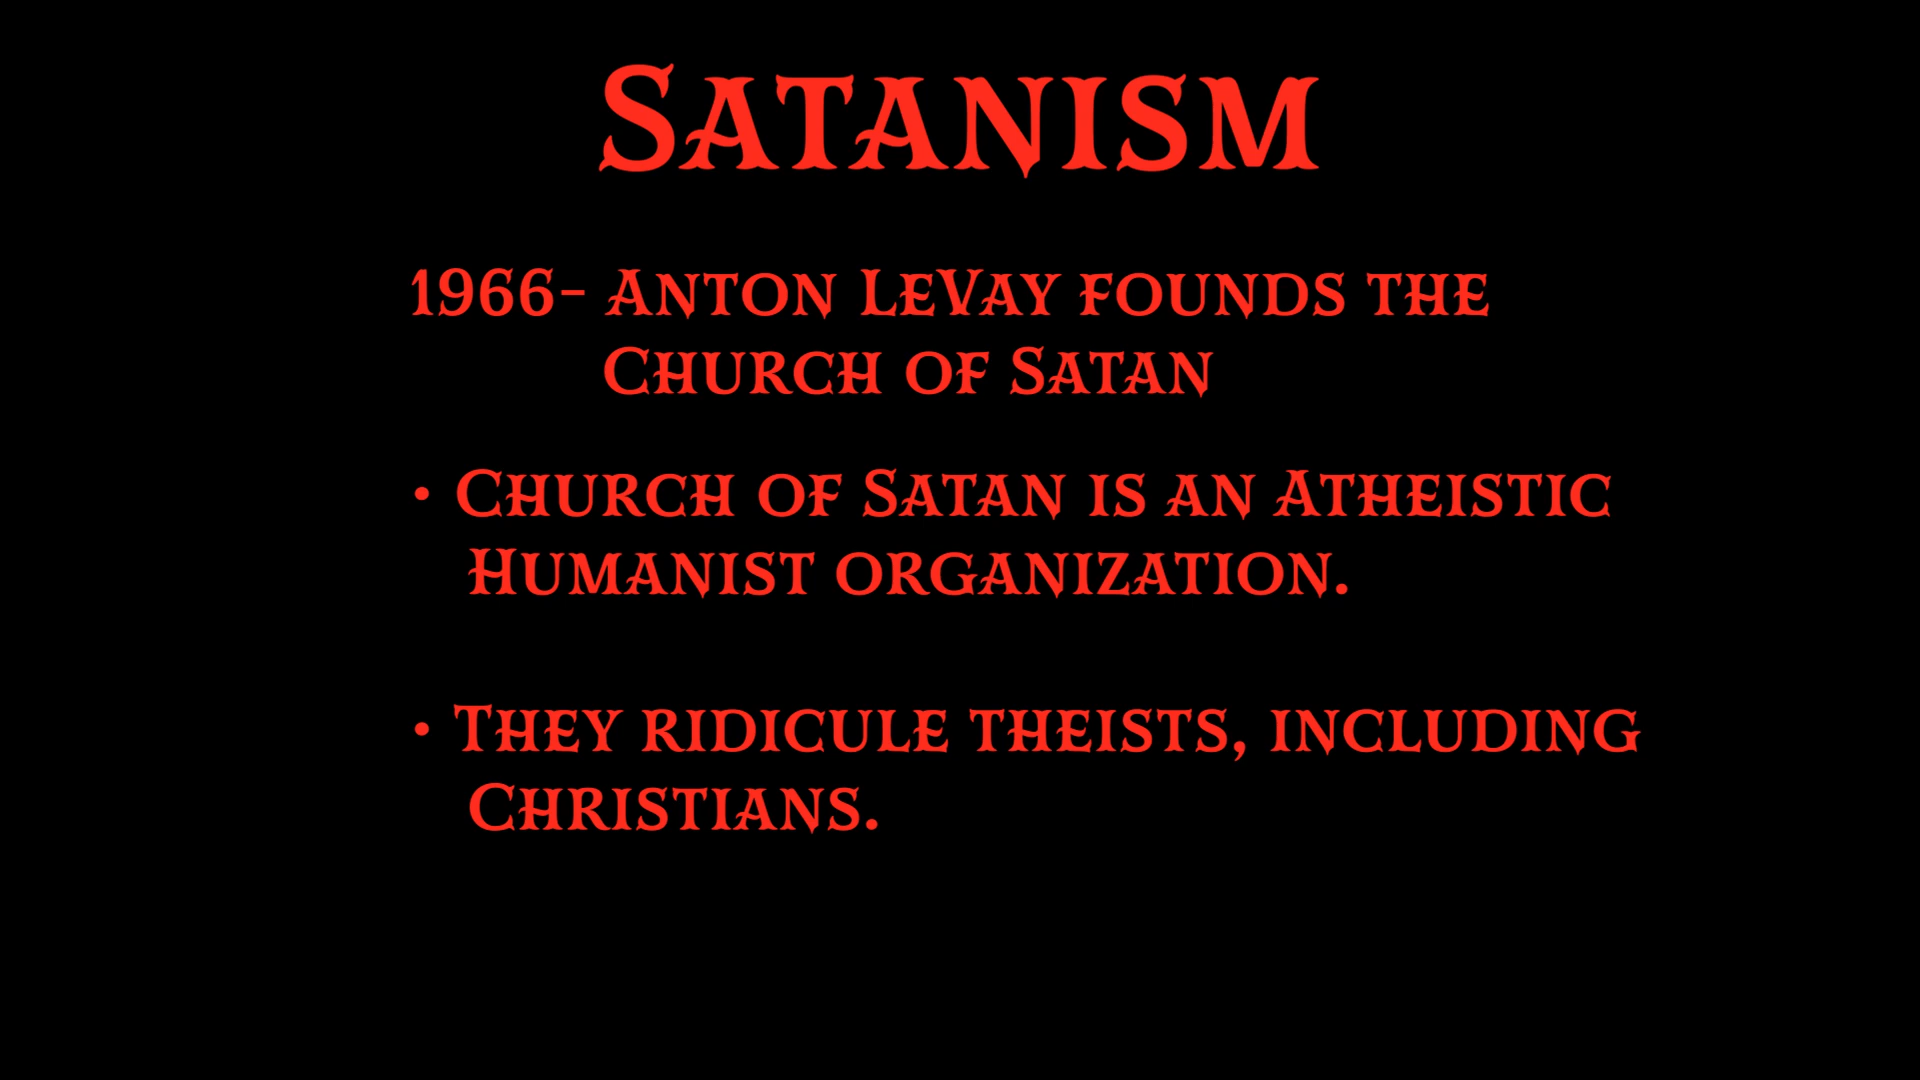 Satanism
1966- Anton LeVay founds the
Church of Satan
• Church of Satan is an Atheistic
Humanist organization.
• They ridicule theists, including
Christians.